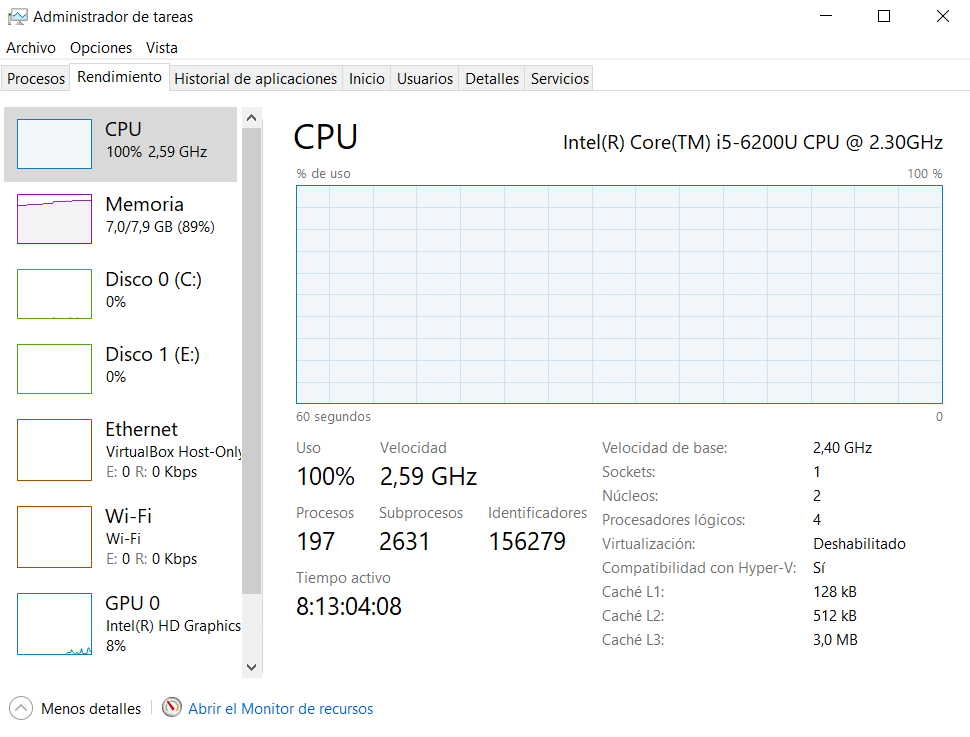 Administrador de tareas
Archivo Opciones Vista
Procesos Rendimiento Historial de aplicaciones Inicio Usuarios Detalles Servicios
CPU
100% 2,59 GHz
Memoria
7,0/7,9 GB (89%)
Disco 0 (C:)
0%
Disco 1 (E:)
0%
Ethernet
VirtualBox Host-Only
E: 0 R: 0 Kbps
Wi-Fi
Wi-Fi
E: 0 R: 0 Kbps
GPU 0
Intel(R) HD Graphics
8%
CPU Intel(R) Core(TM) i5-6200U CPU @ 2.30GHz
% de uso 100 %
60 segundos 0
Uso Velocidad
100% 2,59 GHz
Procesos Subprocesos Identificadores
197 2631 156279
Tiempo activo
8:13:04:08
Velocidad de base: 2,40 GHz
Sockets: 1
Núcleos: 2
Procesadores lógicos: 4
Virtualización: Deshabilitado
Compatibilidad con Hyper-V: Sí
Caché L1: 128 kB
Caché L2: 512 kB
Caché L3: 3,0 MB
Menos detalles Abrir el Monitor de recursos